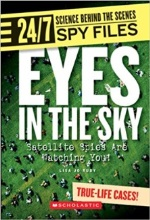 24/7
SCIENCE BEHIND THE SCENES
SPY FILES
EYES
IN THE SKY
Satellite Spies Are
Watching You!
TRUE-LIFE CASES!
SCHOLASTIC